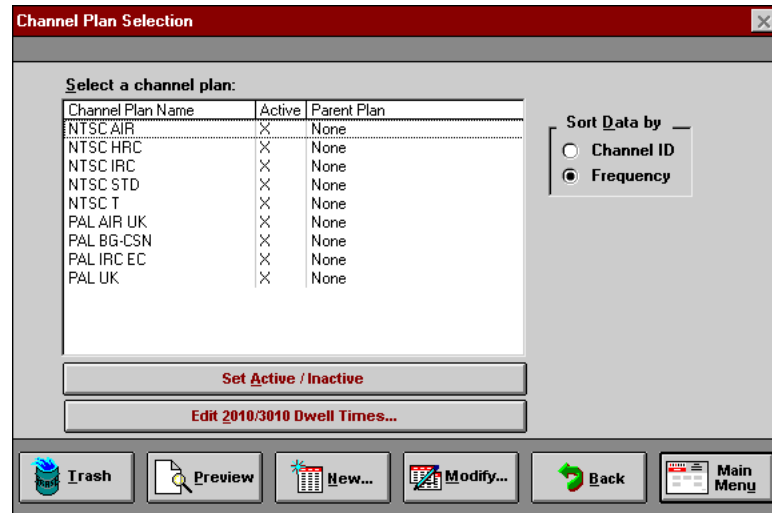 Channel Plan Selection
Select a channel plan:
Channel Plan Name Active Parent Plan
NTSC AIR X None
NTSC HRC X None
NTSC IRC X None
NTSC STD X None
NTSC T X None
PAL AIR UK X None
PAL BG-CSN X None
PAL IRC EC X None
PAL UK X None
Sort Data by
Channel ID
Frequency
Set Active / Inactive
Edit 2010/3010 Dwell Times...
Trash
Preview
New...
Modify...
Back
Main
Menu